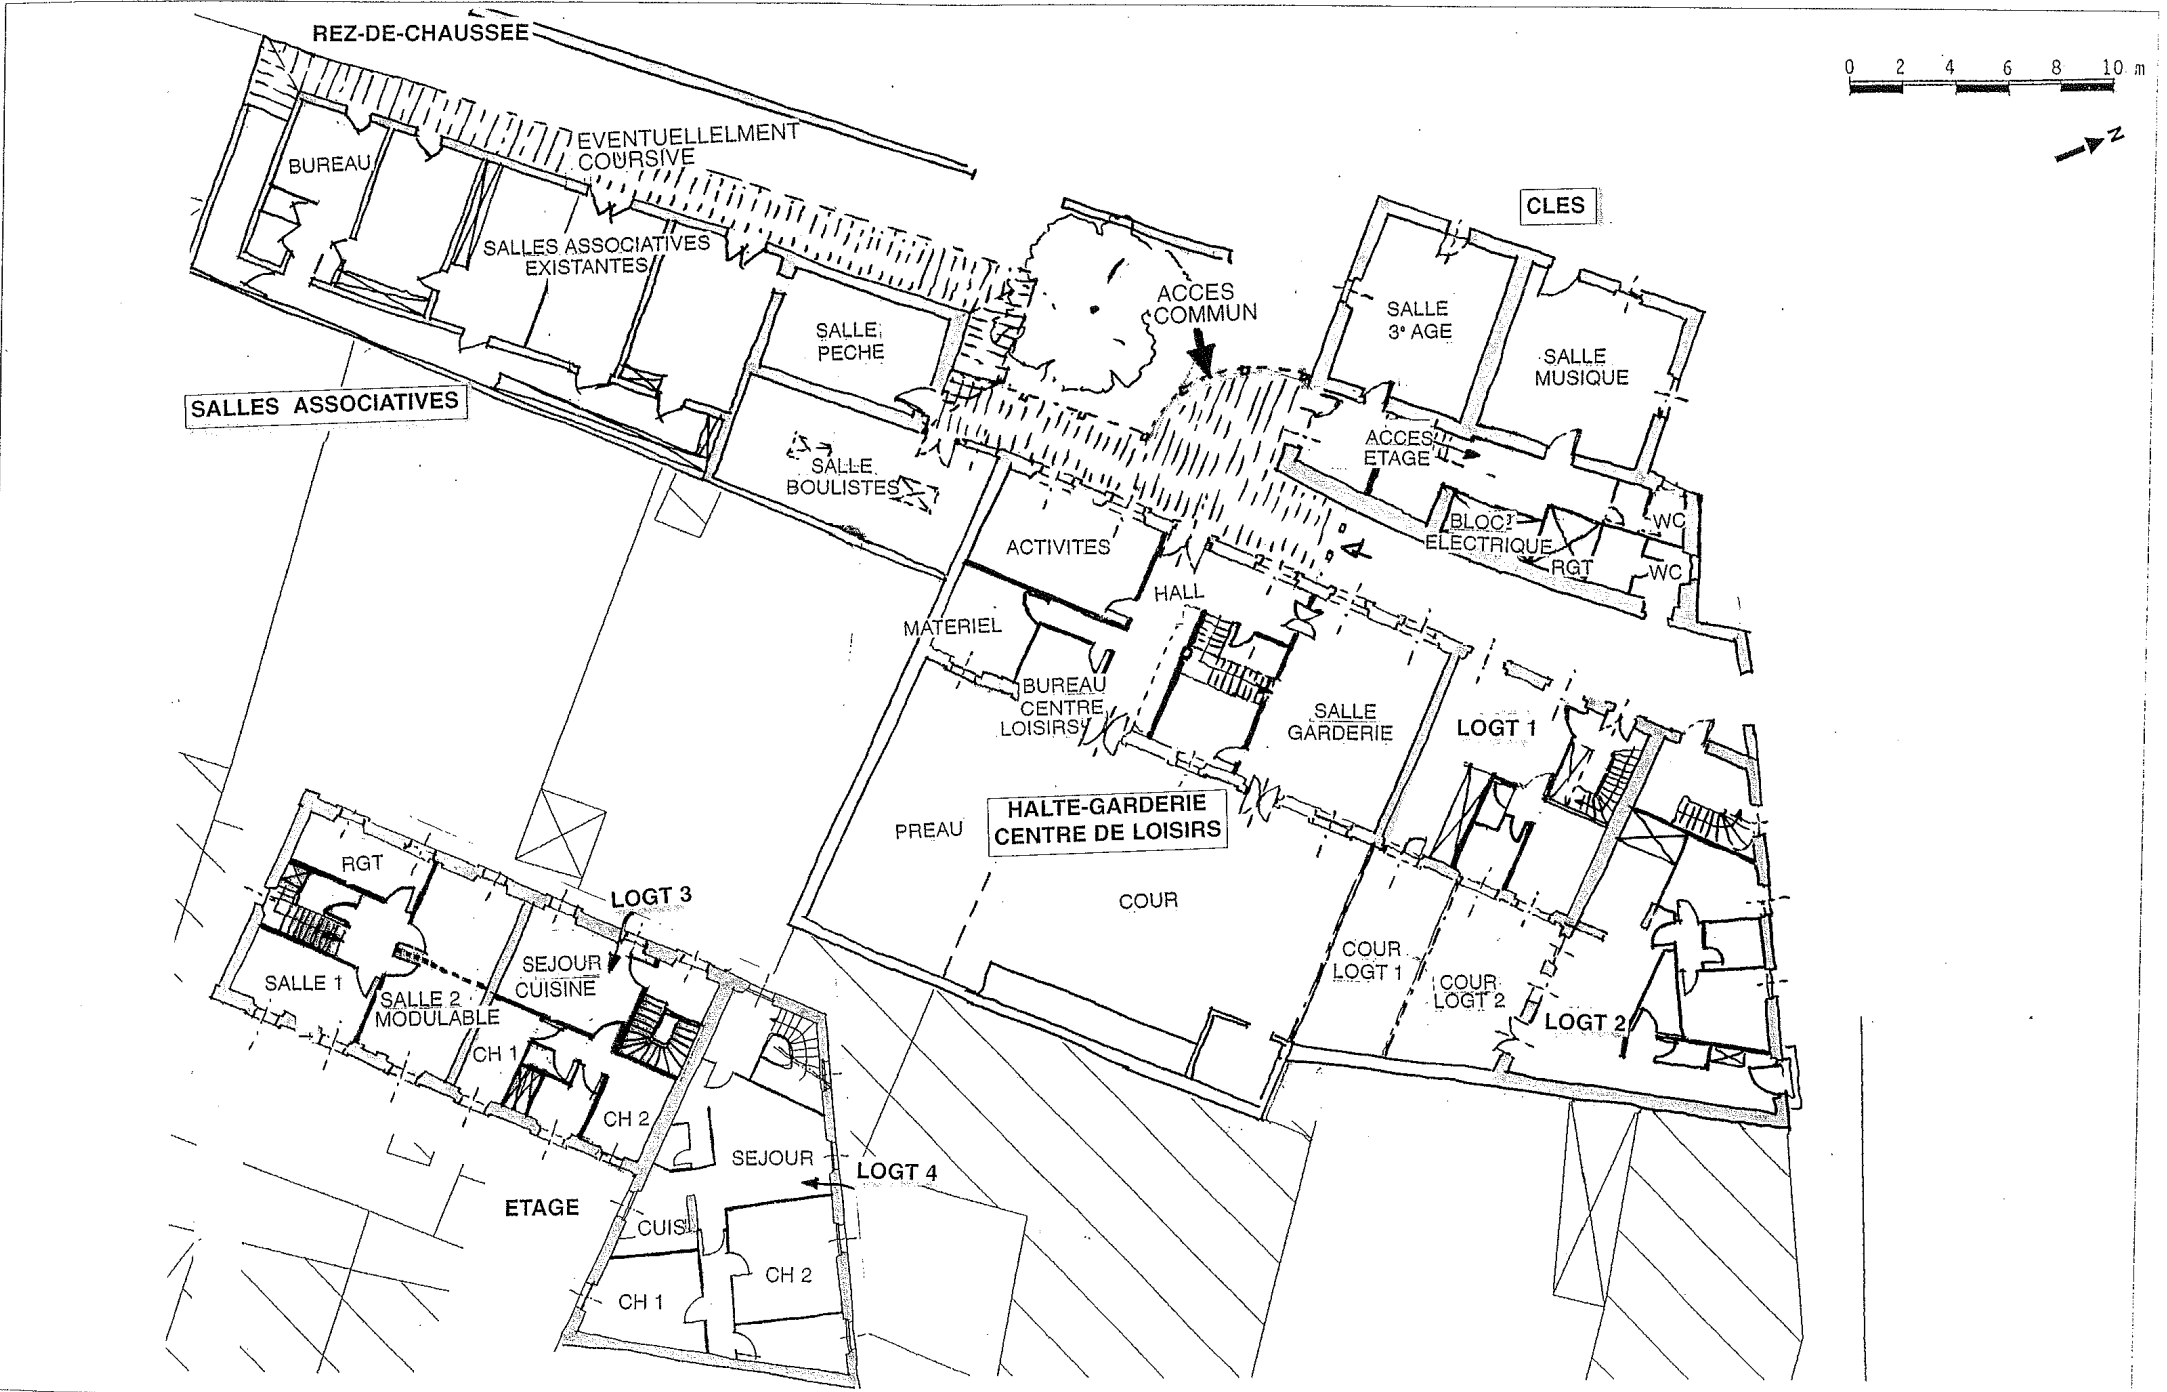 REZ-DE-CHAUSSEE
0 2 4 6 8 10 m
N
EVENTUELLELMENT
COURSIVE
BUREAU
CLES
SALLES ASSOCIATIVES
EXISTANTES
ACCES
COMMUN
SALLE
3e AGE
SALLE
PECHE
SALLE
MUSIQUE
SALLES ASSOCIATIVES
ACCES
ETAGE
SALLE
BOULISTES
BLOC
ELECTRIQUE
WC
ACTIVITES
RGT
WC
HALL
MATERIEL
BUREAU
CENTRE
LOISIRS
SALLE
GARDERIE
LOGT 1
HALTE-GARDERIE
CENTRE DE LOISIRS
PREAU
COUR
COUR
LOGT 1
COUR
LOGT 2
LOGT 2
RGT
LOGT 3
SEJOUR
CUISINE
SALLE 1
SALLE 2
MODULABLE
CH 1
CH 2
SEJOUR
LOGT 4
ETAGE
CUIS
CH 2
CH 1